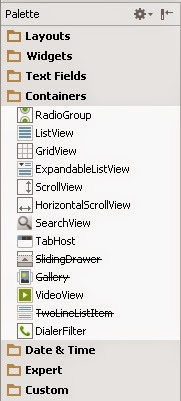 Palette
Layouts
Widgets
Text Fields
Containers
RadioGroup
ListView
GridView
ExpandableListView
ScrollView
HorizontalScrollView
SearchView
TabHost
SlidingDrawer
Gallery
VideoView
TwoLineListItem
DialerFilter
Date & Time
Expert
Custom